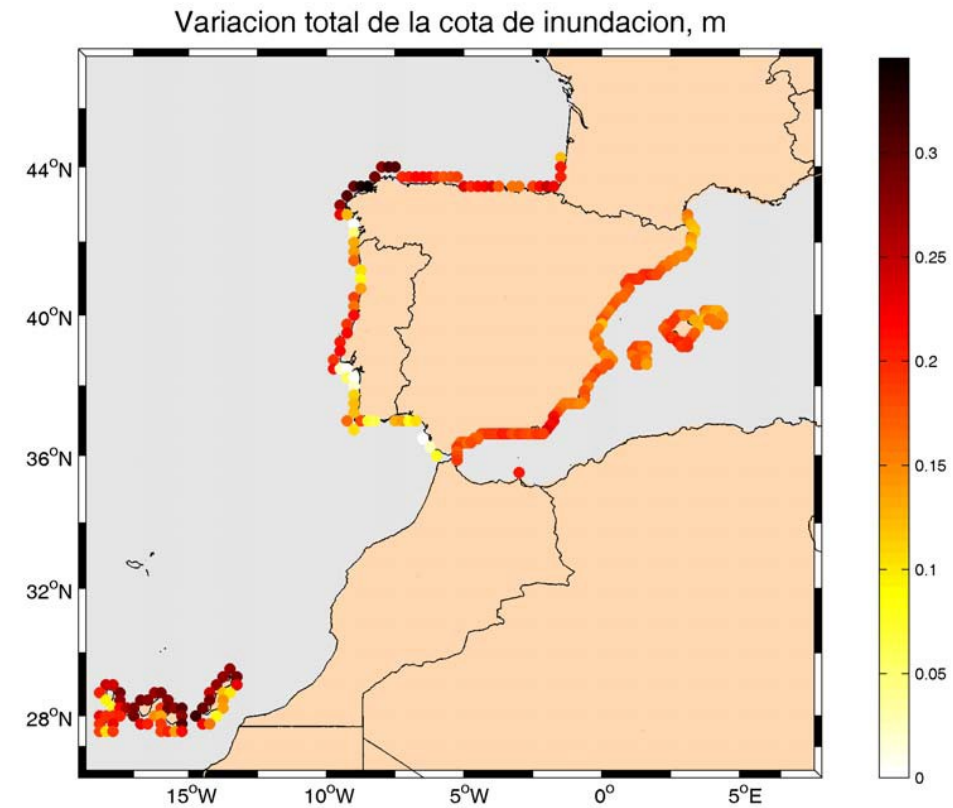 Variacion total de la cota de inundacion, m
44°N
40°N
36°N
32°N
28°N
15°W
10°W
5°W
0°
5°E
0.3
0.25
0.2
0.15
0.1
0.05
0